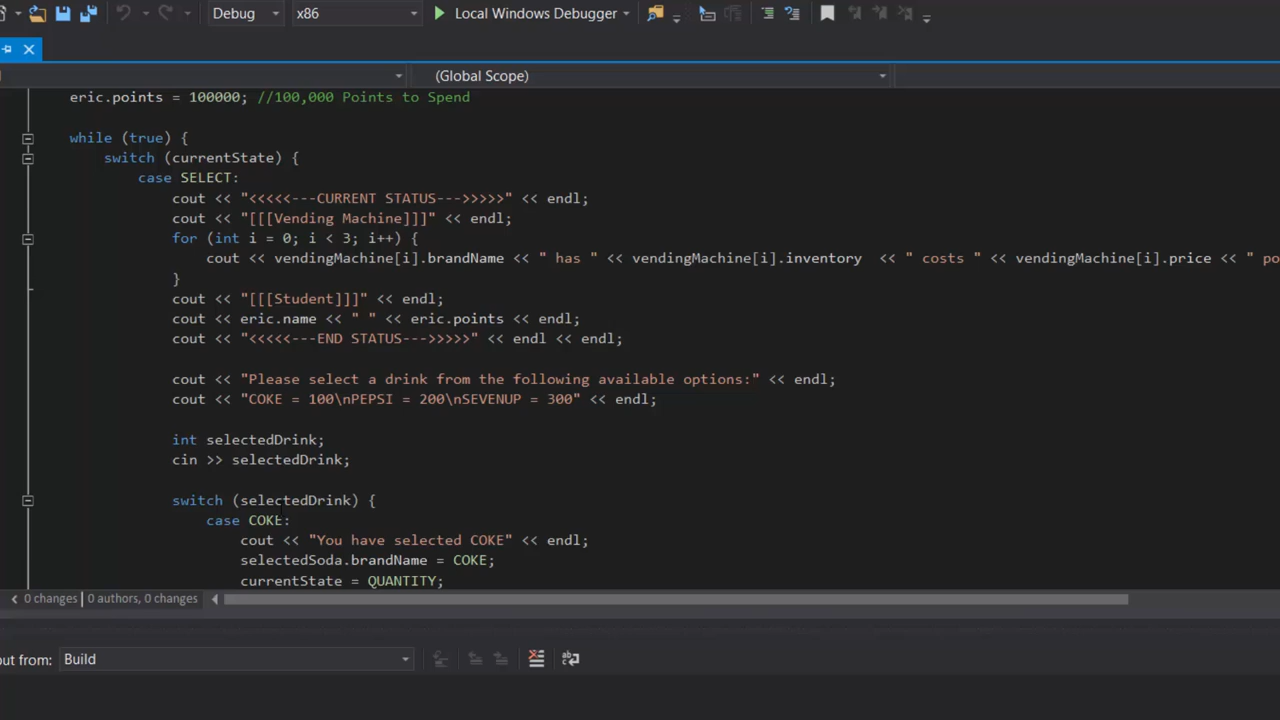 Debug x86 Local Windows Debugger
(Global Scope)
eric.points = 100000; //100,000 Points to Spend
while (true) {
switch (currentState) {
case SELECT:
cout << "<<<<<---CURRENT STATUS--->>>>>" << endl;
cout << "[[[Vending Machine]]]" << endl;
for (int i = 0; i < 3; i++) {
cout << vendingMachine[i].brandName << " has " << vendingMachine[i].inventory << " costs " << vendingMachine[i].price << " po
}
cout << "[[[Student]]]" << endl;
cout << eric.name << " " << eric.points << endl;
cout << "<<<<<---END STATUS--->>>>>" << endl << endl;
cout << "Please select a drink from the following available options:" << endl;
cout << "COKE = 100\nPEPSI = 200\nSEVENUP = 300" << endl;
int selectedDrink;
cin >> selectedDrink;
switch (selectedDrink) {
case COKE:
cout << "You have selected COKE" << endl;
selectedSoda.brandName = COKE;
currentState = QUANTITY;
0 changes | 0 authors, 0 changes
put from: Build